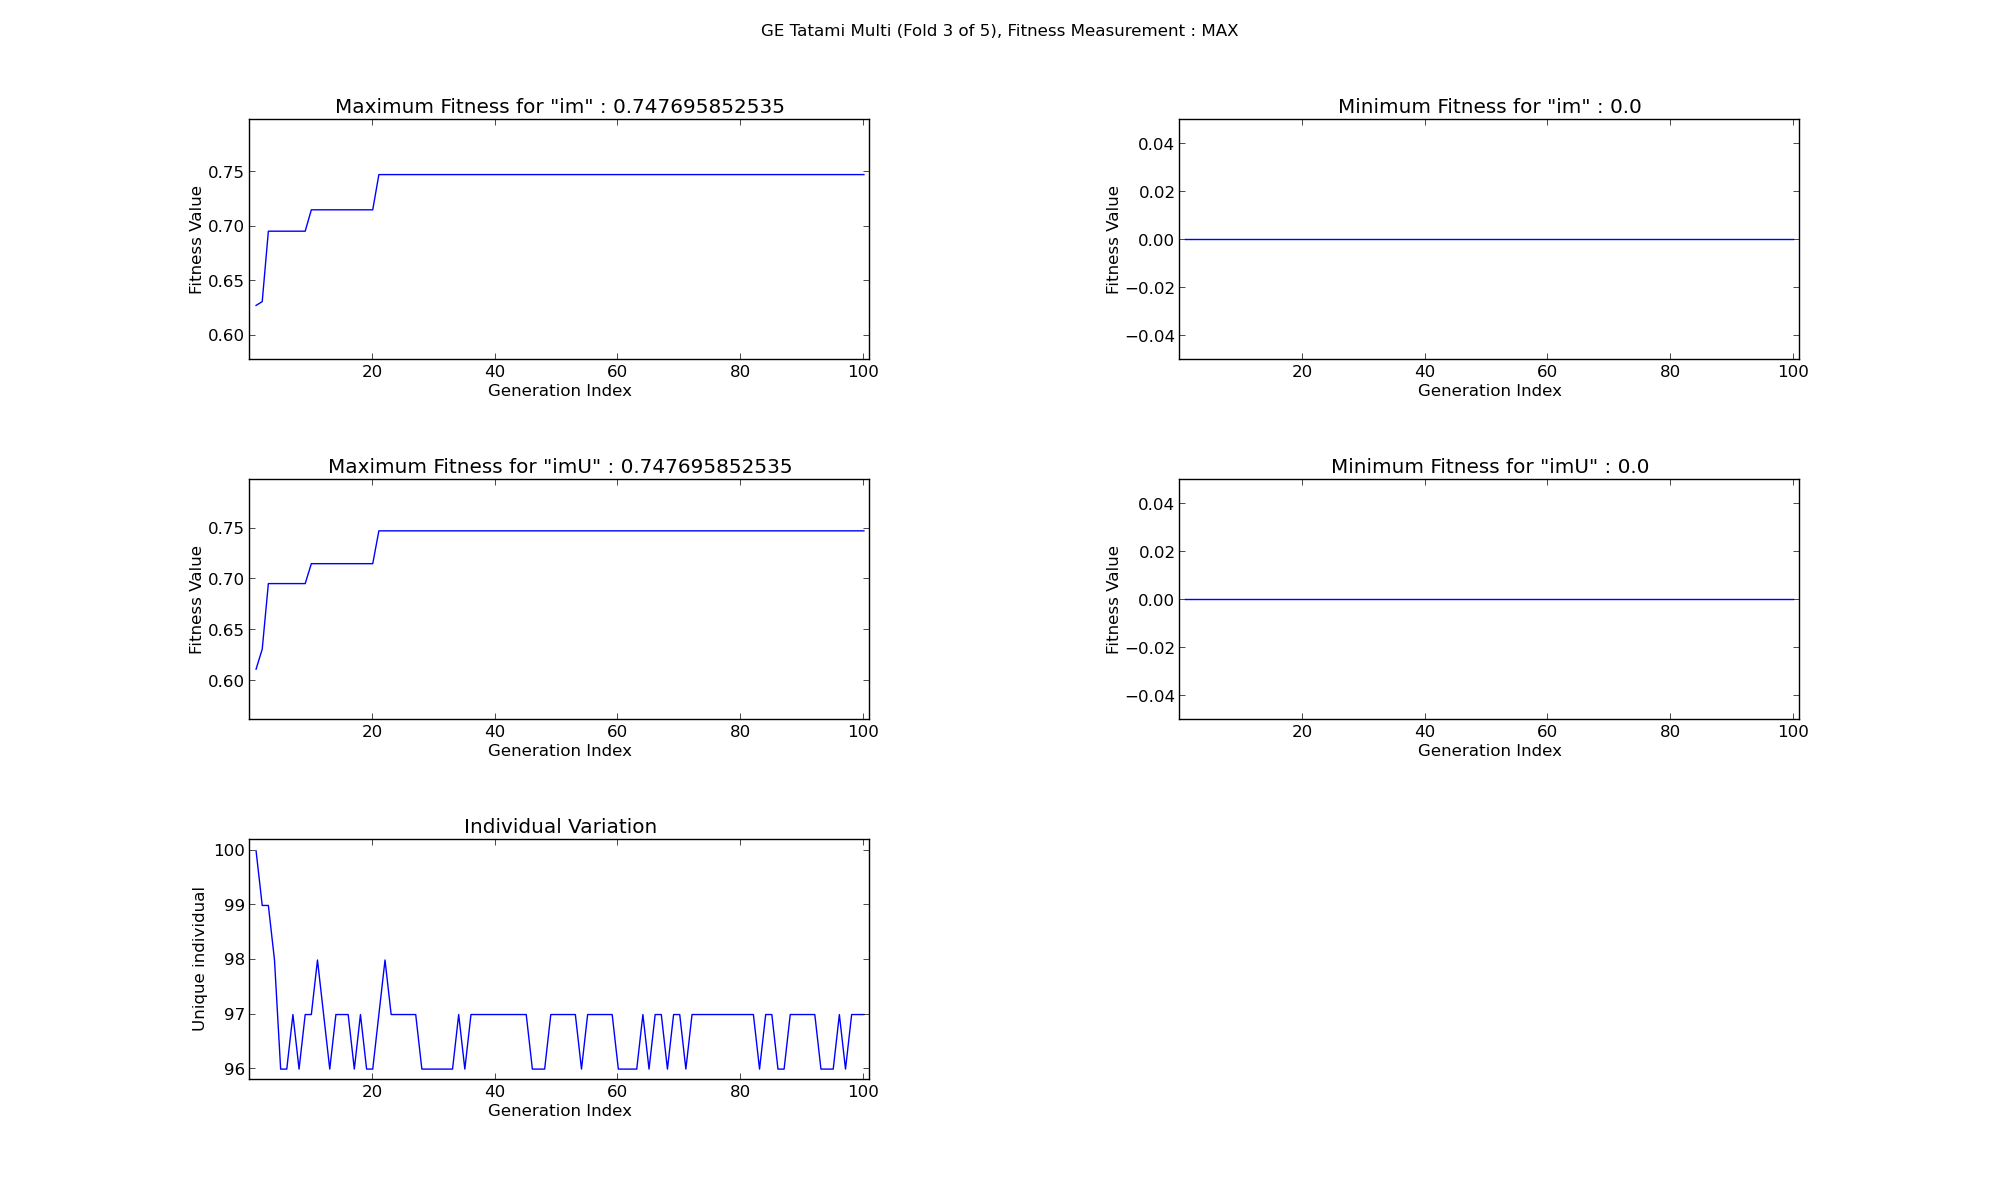 GE Tatami Multi (Fold 3 of 5), Fitness Measurement : MAX
Maximum Fitness for "im" : 0.747695852535
0.75
0.70
0.65
0.60
Fitness Value
20 40 60 80 100
Generation Index
Minimum Fitness for "im" : 0.0
0.04
0.02
0.00
−0.02
−0.04
Fitness Value
20 40 60 80 100
Generation Index
Maximum Fitness for "imU" : 0.747695852535
0.75
0.70
0.65
0.60
Fitness Value
20 40 60 80 100
Generation Index
Minimum Fitness for "imU" : 0.0
0.04
0.02
0.00
−0.02
−0.04
Fitness Value
20 40 60 80 100
Generation Index
Individual Variation
100
99
98
97
96
Unique individual
20 40 60 80 100
Generation Index